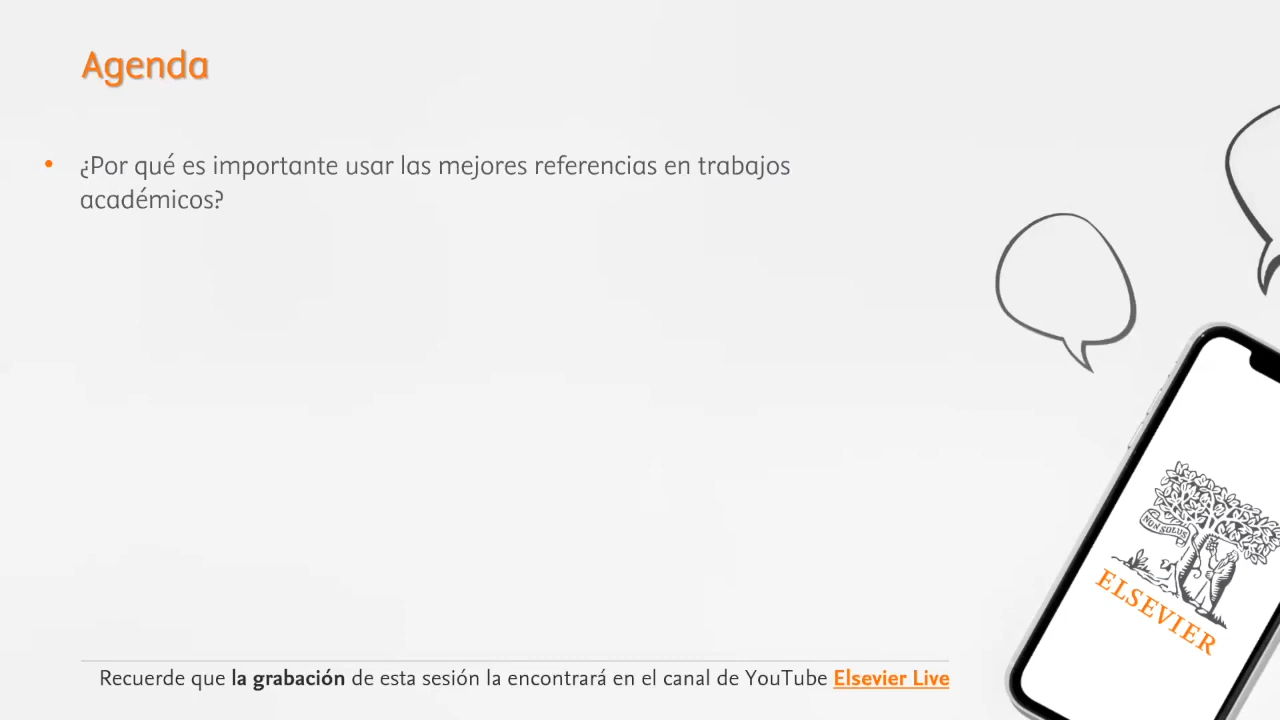 Agenda
• ¿Por qué es importante usar las mejores referencias en trabajos
académicos?
NON SOLUS
ELSEVIER
Recuerde que la grabación de esta sesión la encontrará en el canal de YouTube Elsevier Live